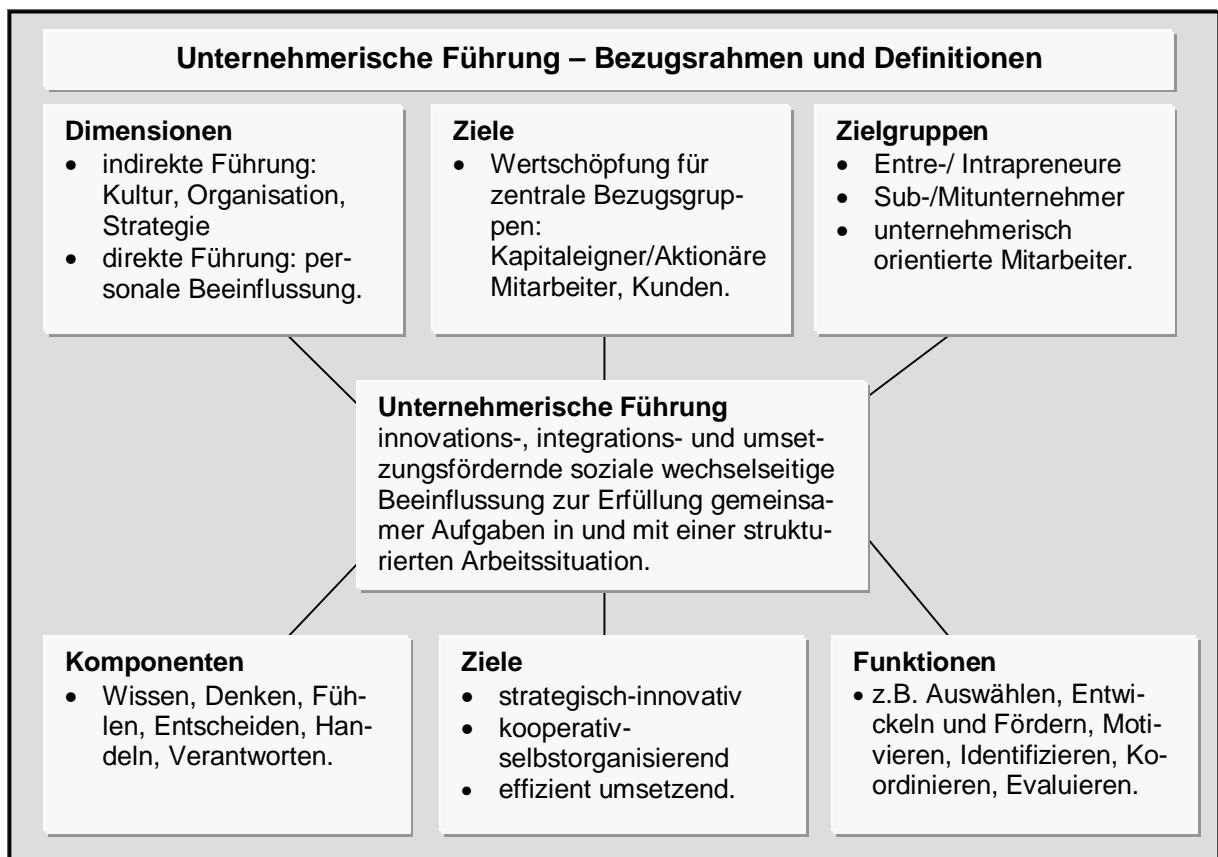 Unternehmerische Führung – Bezugsrahmen und Definitionen
Dimensionen
• indirekte Führung:
Kultur, Organisation,
Strategie
• direkte Führung: per-
sonale Beeinflussung.
Ziele
• Wertschöpfung für
zentrale Bezugsgrup-
pen:
Kapitaleigner/Aktionäre
Mitarbeiter, Kunden.
Zielgruppen
• Entre-/ Intrapreneure
• Sub-/Mitunternehmer
• unternehmerisch
orientierte Mitarbeiter.
Unternehmerische Führung
innovations-, integrations- und umset-
zungsfördernde soziale wechselseitige
Beeinflussung zur Erfüllung gemeinsa-
mer Aufgaben in und mit einer struktu-
rierten Arbeitssituation.
Komponenten
• Wissen, Denken, Füh-
len, Entscheiden, Han-
deln, Verantworten.
Ziele
• strategisch-innovativ
• kooperativ-
selbstorganisierend
• effizient umsetzend.
Funktionen
• z.B. Auswählen, Entwi-
ckeln und Fördern, Moti-
vieren, Identifizieren, Ko-
ordinieren, Evaluieren.